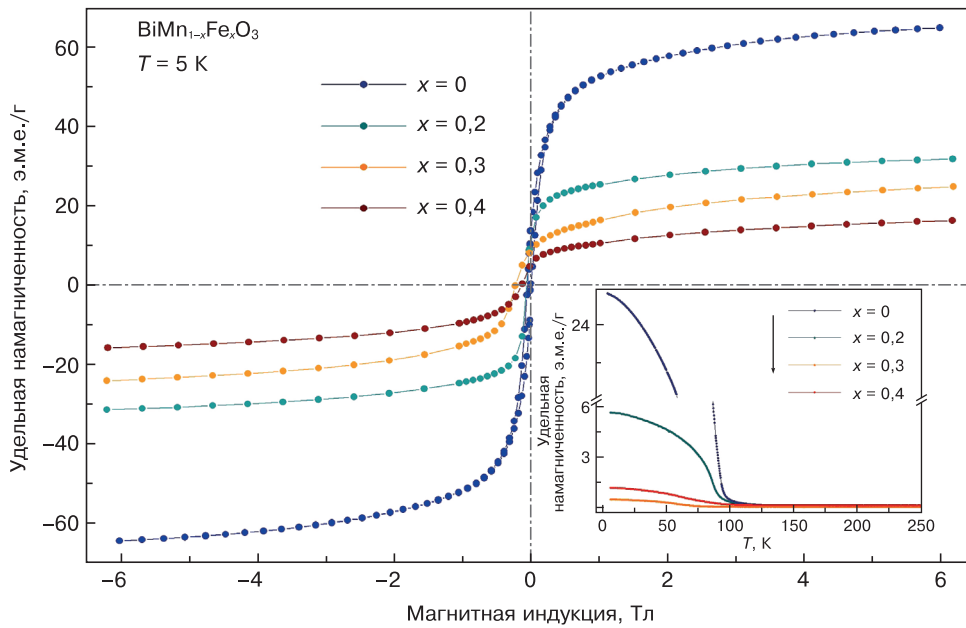 BiMn₁₋ₓFeₓO₃
T = 5 K
x = 0
x = 0,2
x = 0,3
x = 0,4
Удельная намагниченность, э.м.е./г
60
40
20
0
−20
−40
−60
−6
−4
−2
0
2
4
6
Магнитная индукция, Тл
Удельная
намагниченность, э.м.е./г
24
6
3
x = 0
x = 0,2
x = 0,3
x = 0,4
0
50
100
150
200
250
T, K